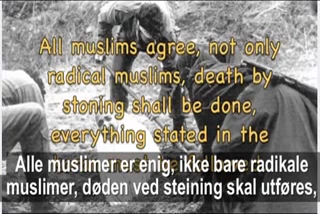 All muslims agree, not only
radical muslims, death by
stoning shall be done,
everything stated in the
Alle muslimer er enig, ikke bare radikale
muslimer, døden ved steining skal utføres,